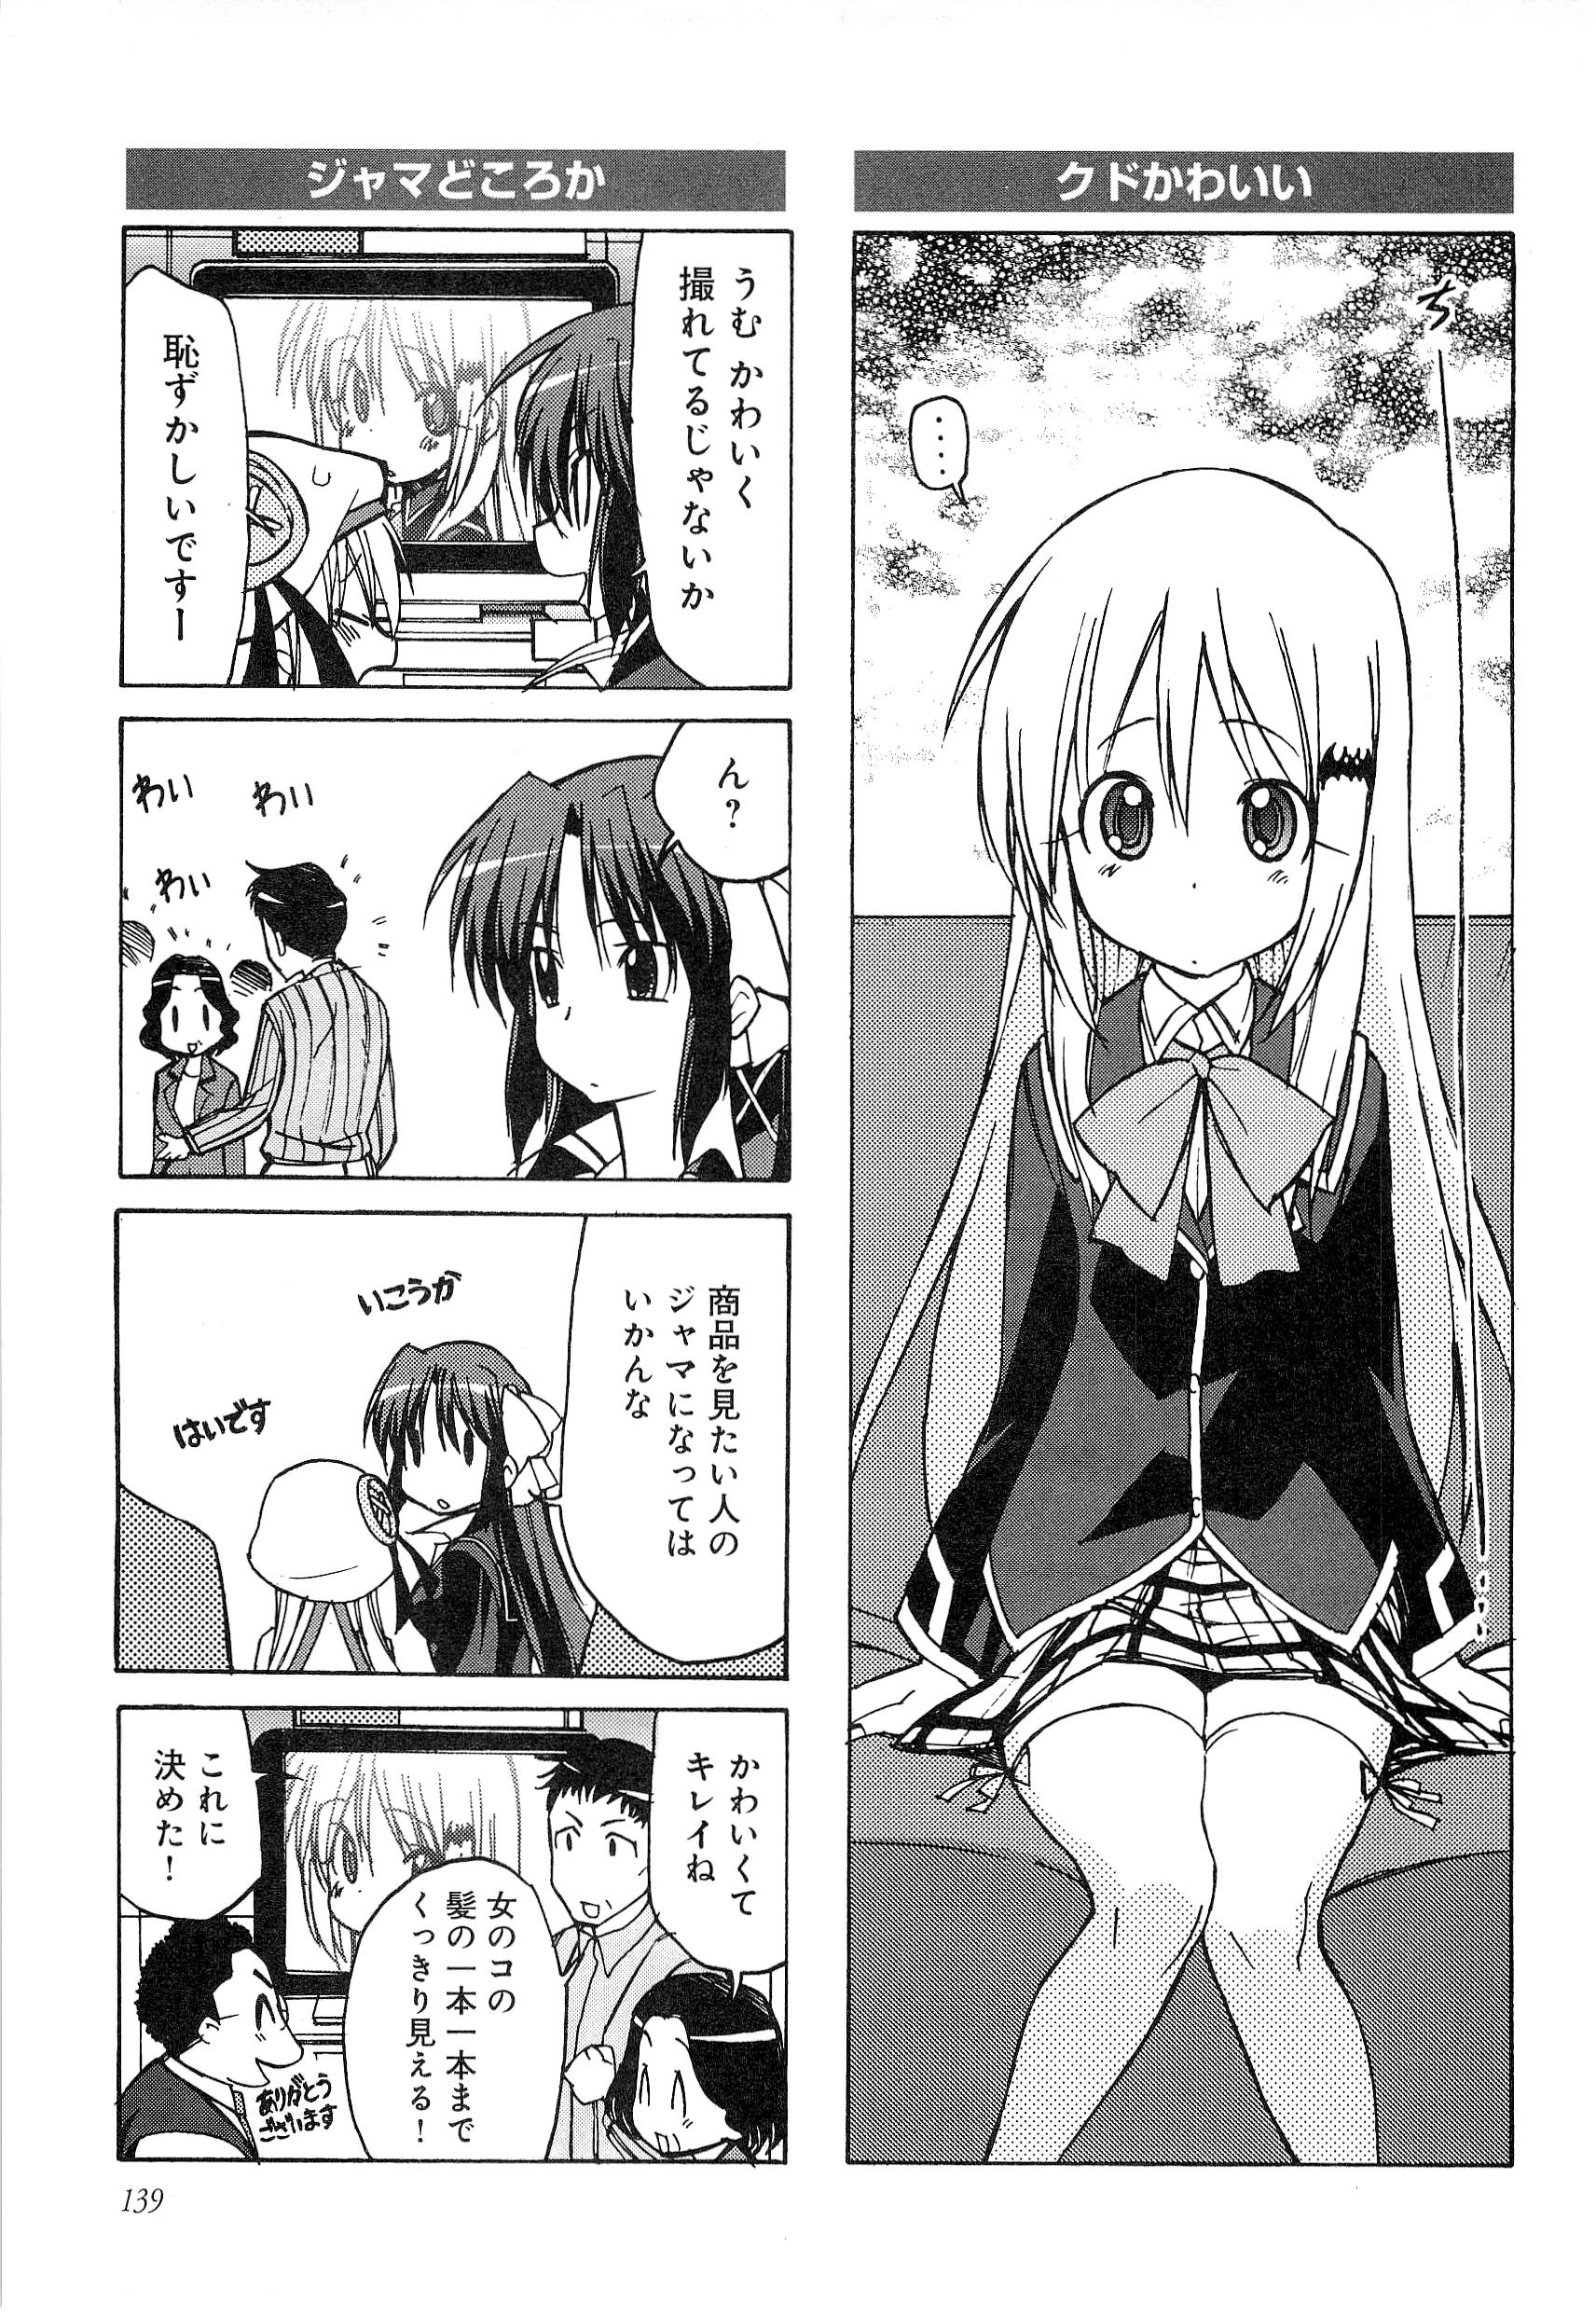 クドかわいい
ち
……
ジャマどころか
うむ かわいく
撮れてるじゃないか
恥ずかしいですー
ん？
わい
わい
わい
商品を見たい人の
ジャマになっては
いかんな
いこうか
はいです
かわいくて
キレイね
女のコの
髪の一本一本まで
くっきり見える！
これに
決めた！
ありがとう
ございます
139